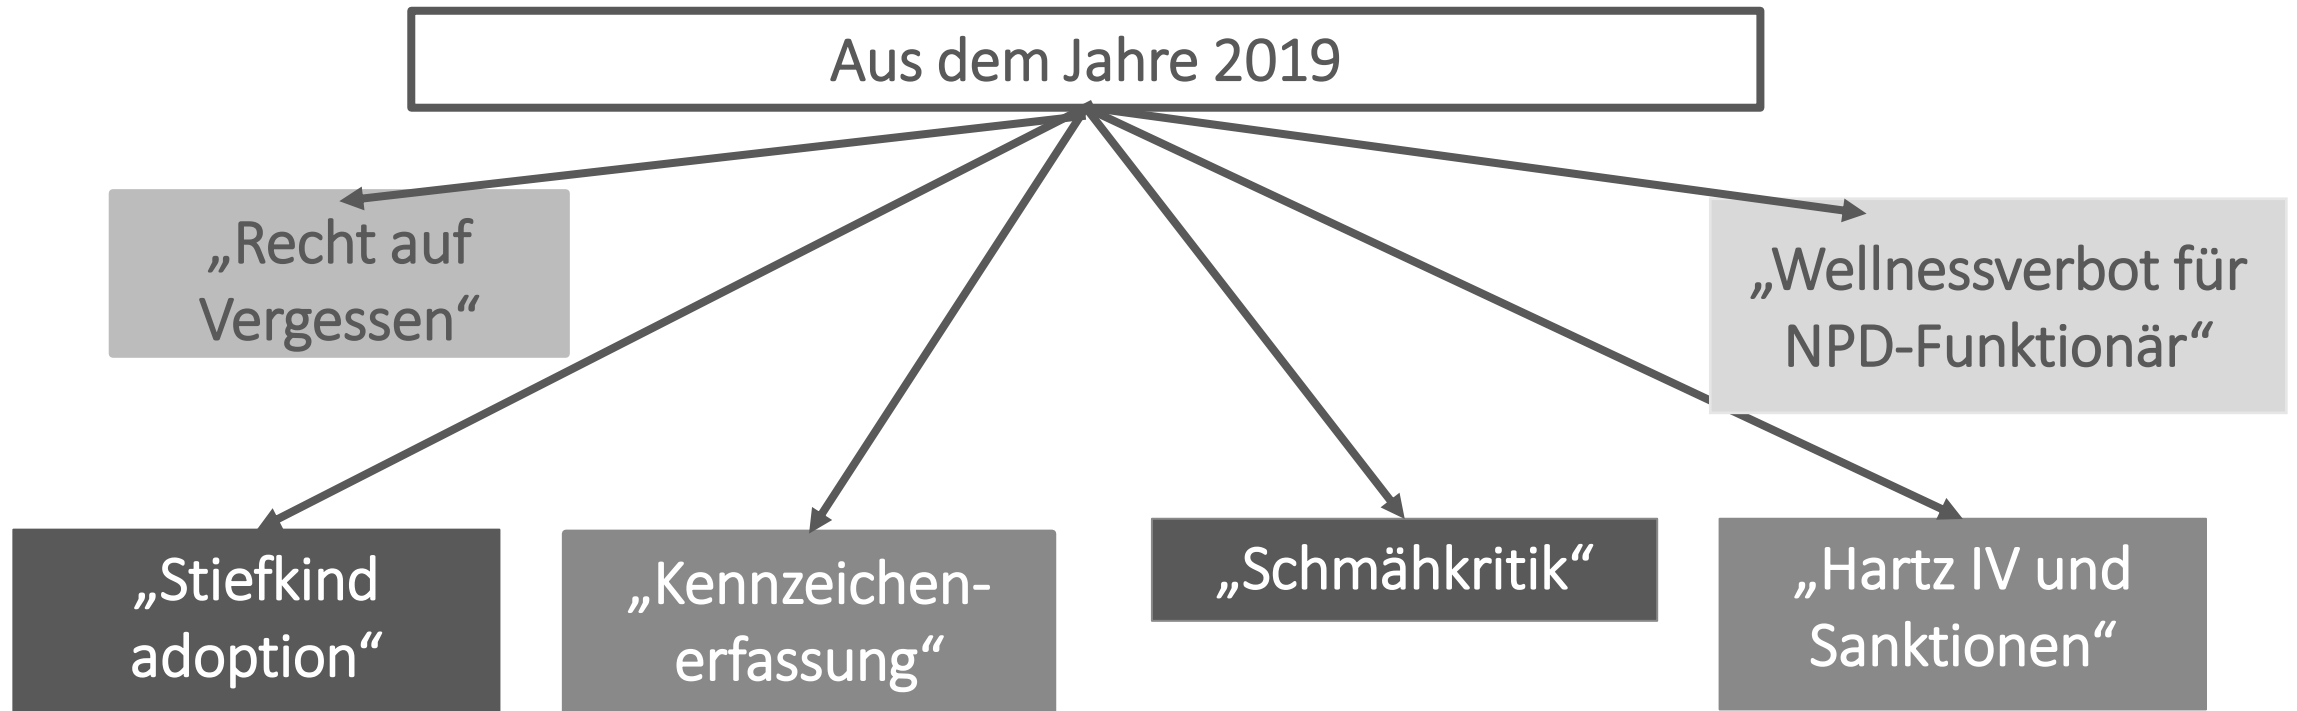 Aus dem Jahre 2019
„Recht auf
Vergessen“
„Wellnessverbot für
NPD-Funktionär“
„Stiefkind
adoption“
„Kennzeichen-
erfassung“
„Schmähkritik“
„Hartz IV und
Sanktionen“